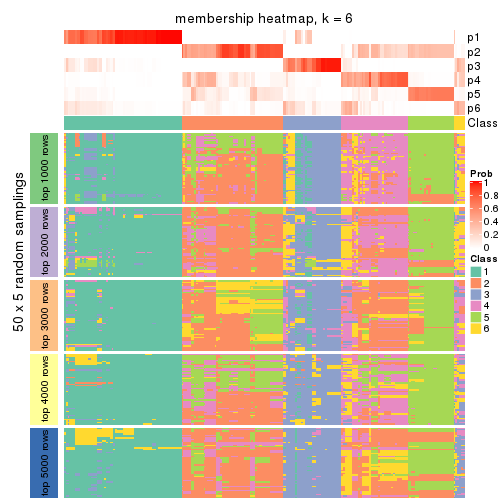 membership heatmap, k = 6
p1
p2
p3
p4
p5
p6
Class
50 x 5 random samplings
top 1000 rows
top 2000 rows
top 3000 rows
top 4000 rows
top 5000 rows
Prob
1
0.8
0.6
0.4
0.2
0
Class
1
2
3
4
5
6